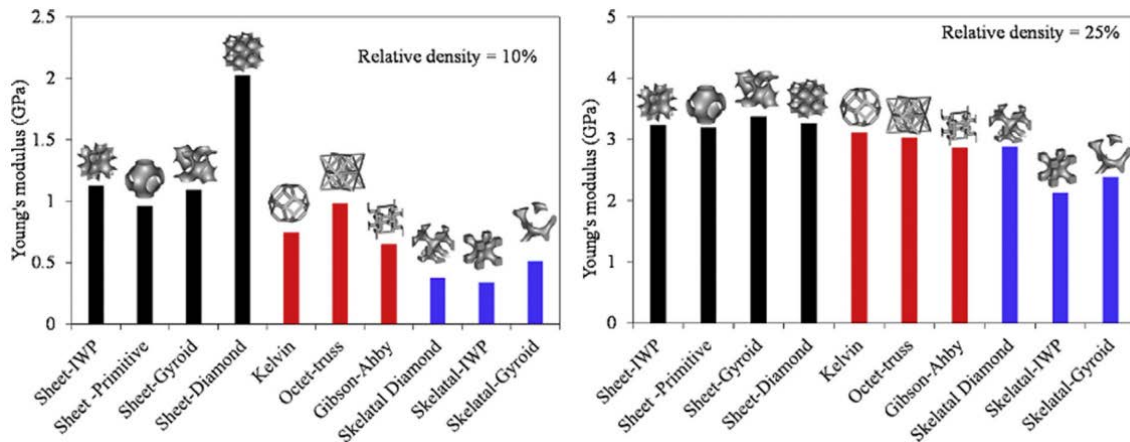 2.5
2
1.5
1
0.5
0
Young's modulus (GPa)
Relative density = 10%
Sheet-IWP
Sheet -Primitive
Sheet-Gyroid
Sheet-Diamond
Kelvin
Octet-truss
Gibson-Ahby
Skelatal Diamond
Skelatal-IWP
Skelatal-Gyroid
5
4
3
2
1
0
Young's modulus (GPa)
Relative density = 25%
Sheet-IWP
Sheet -Primitive
Sheet-Gyroid
Sheet-Diamond
Kelvin
Octet-truss
Gibson-Ahby
Skelatal Diamond
Skelatal-IWP
Skelatal-Gyroid